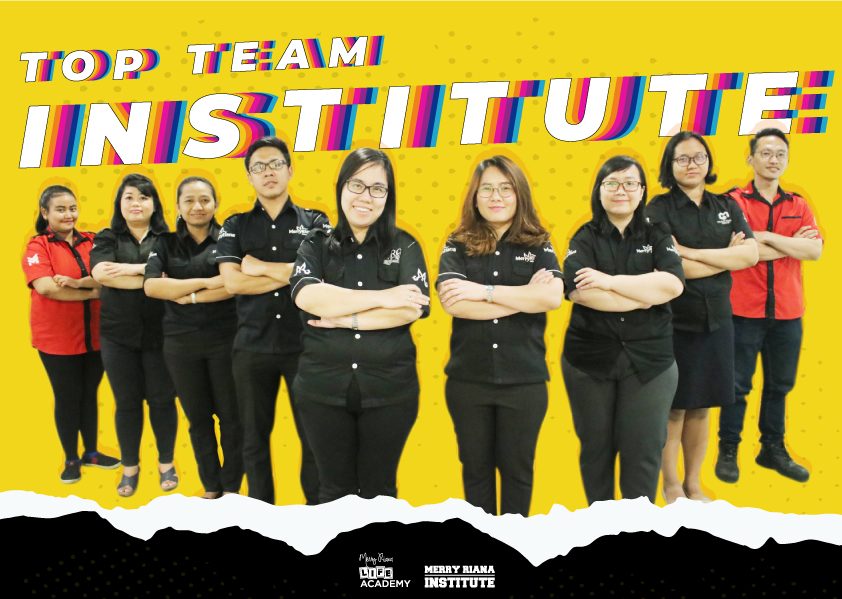 TOP TEAM
INSTITUTE
Merry Riana
LIFE
ACADEMY
MERRY RIANA
INSTITUTE